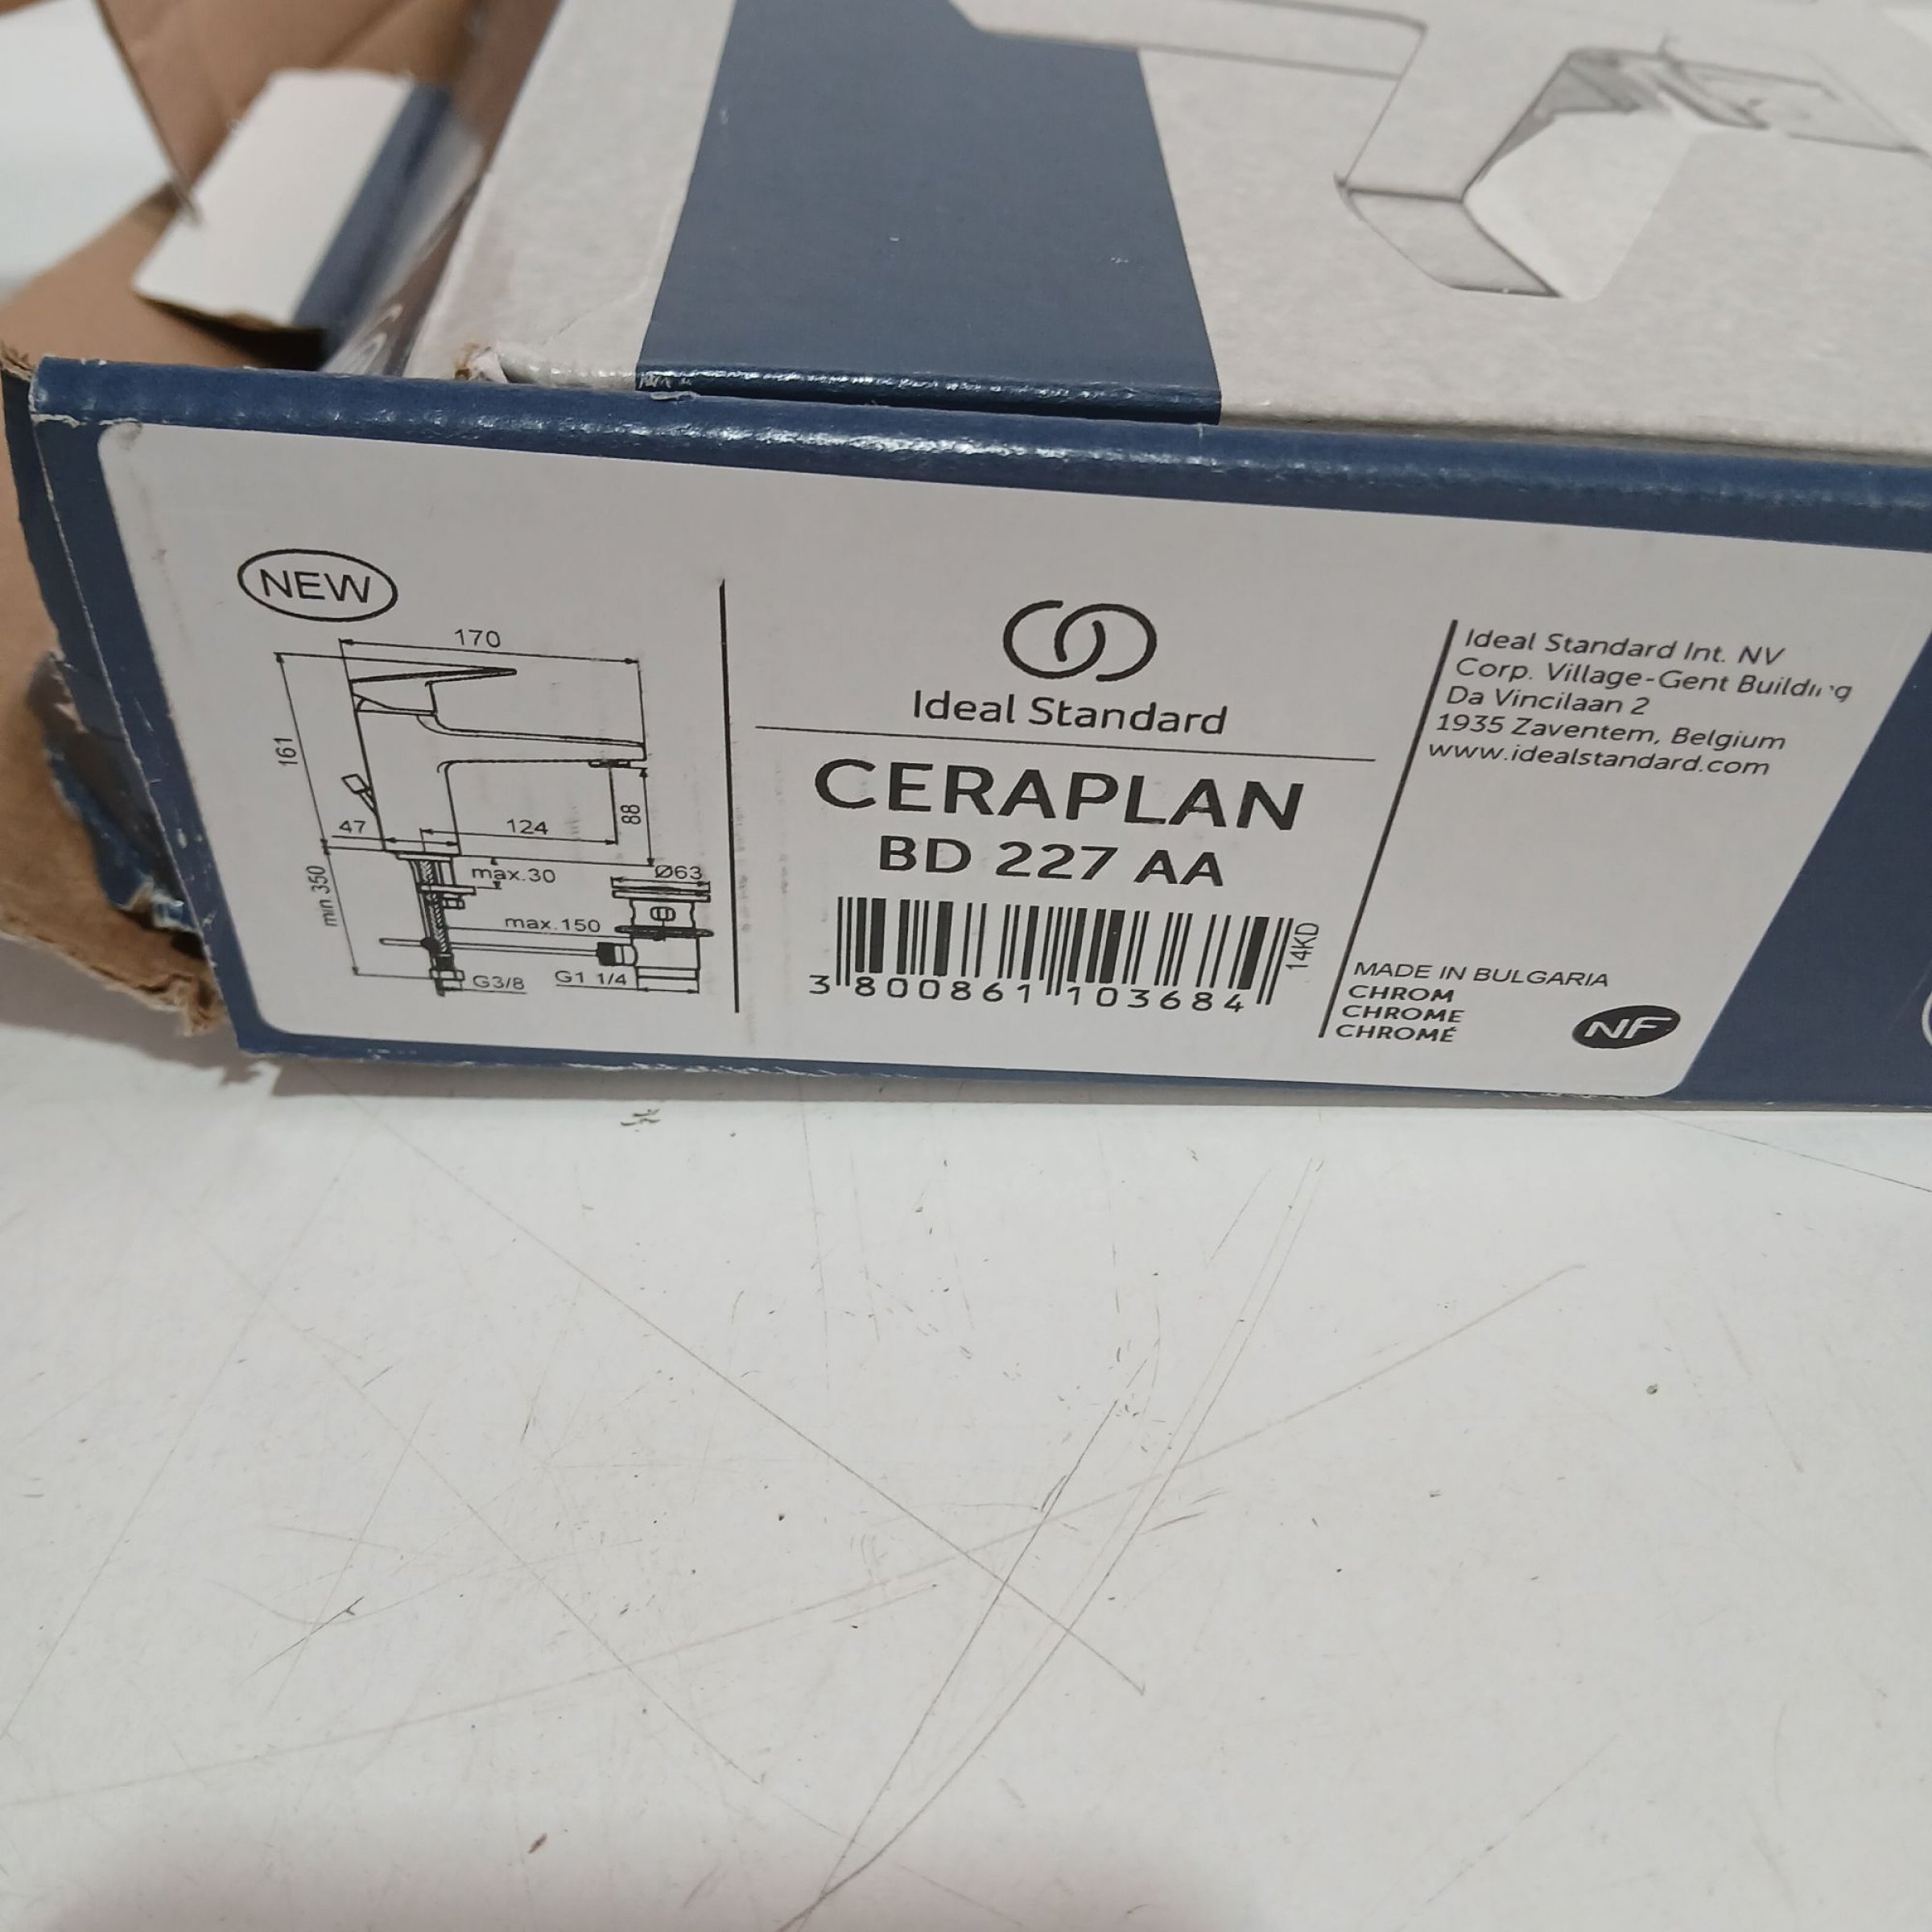 NEW
170
161
88
47
124
min.350
max.30
Ø63
max.150
G3/8
G1 1/4
Ideal Standard
CERAPLAN
BD 227 AA
14KD
3 800861 103684
Ideal Standard Int. NV
Corp. Village-Gent Building
Da Vincilaan 2
1935 Zaventem, Belgium
www.idealstandard.com
MADE IN BULGARIA
CHROM
CHROME
CHROMÉ
NF